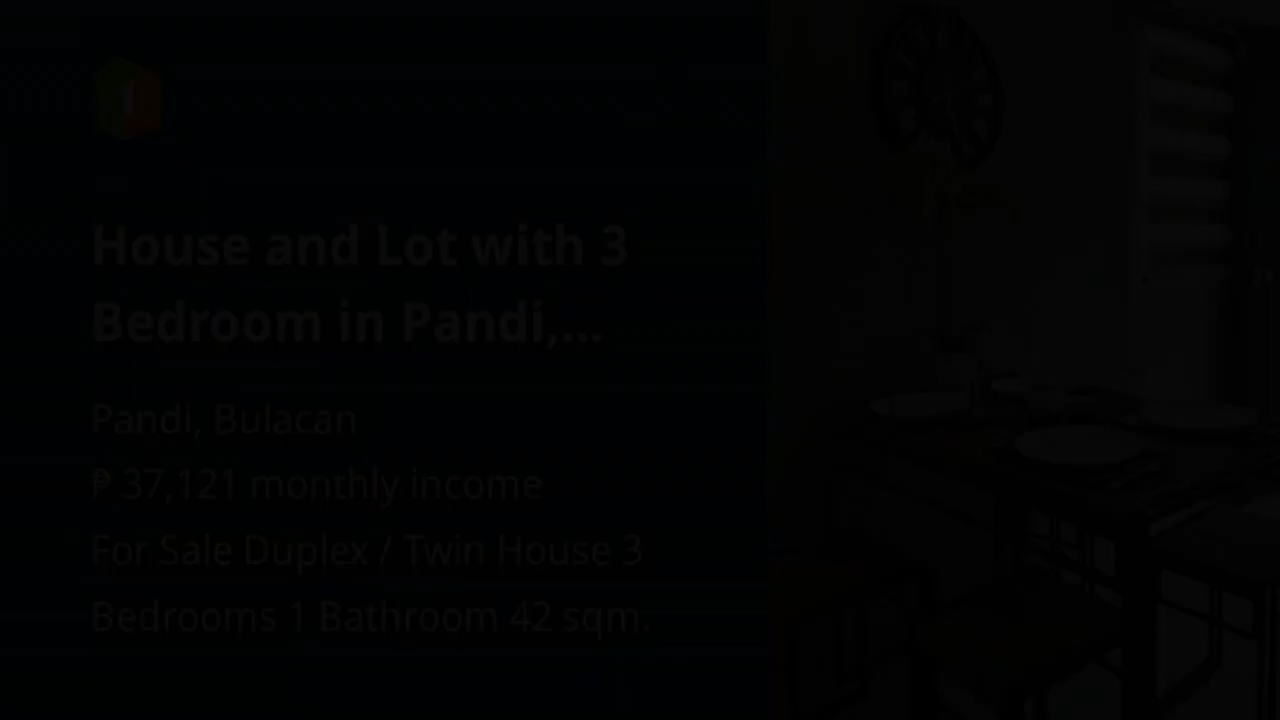 House and Lot with 3
Bedroom in Pandi,...
Pandi, Bulacan
₱ 37,121 monthly income
For Sale Duplex / Twin House 3
Bedrooms 1 Bathroom 42 sqm.